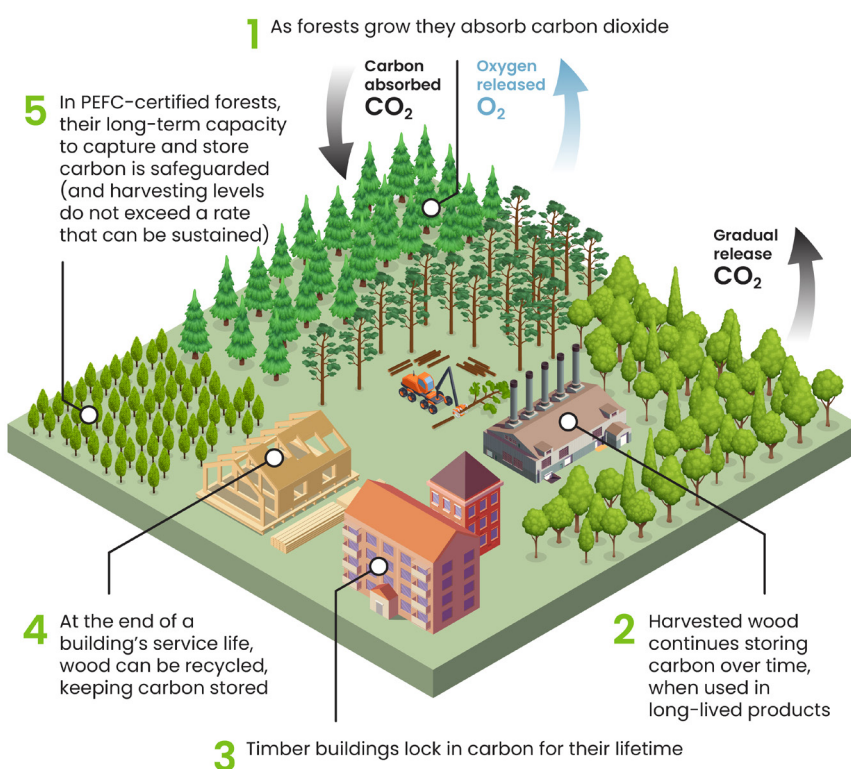 1 As forests grow they absorb carbon dioxide
Carbon
absorbed
CO₂
Oxygen
released
O₂
5 In PEFC-certified forests,
their long-term capacity
to capture and store
carbon is safeguarded
(and harvesting levels
do not exceed a rate
that can be sustained)
Gradual
release
CO₂
4 At the end of a
building’s service life,
wood can be recycled,
keeping carbon stored
2 Harvested wood
continues storing
carbon over time,
when used in
long-lived products
3 Timber buildings lock in carbon for their lifetime